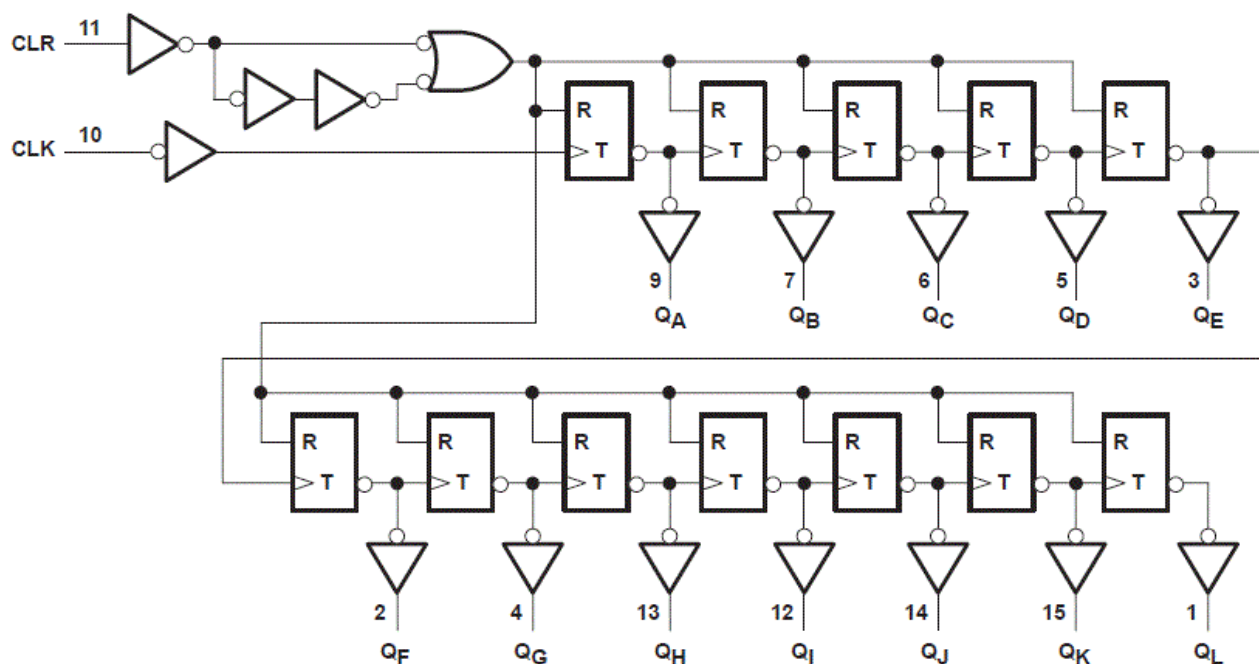 CLR 11
CLK 10
R R R R R
T T T T T
9 7 6 5 3
QA QB QC QD QE
R R R R R R R
T T T T T T T
2 4 13 12 14 15 1
QF QG QH QI QJ QK QL